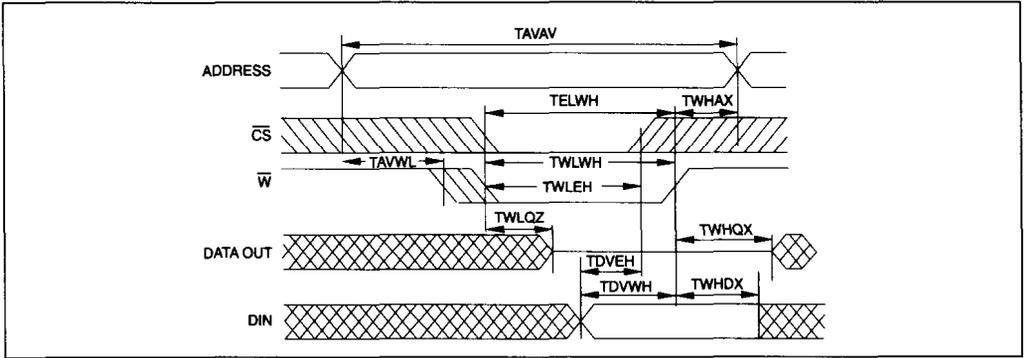 TAVAV
ADDRESS
TELWH TWHAX
CS
TAVWL TWLWH
W
TWLEH
TWLQZ TWHQX
DATA OUT
TDVEH
TDVWH TWHDX
DIN